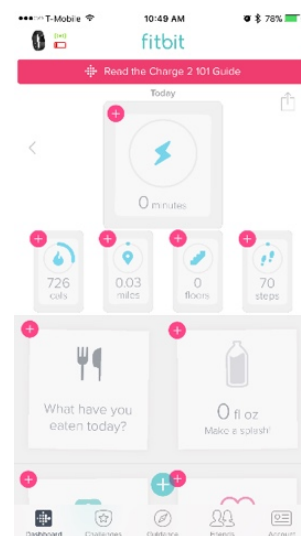 T-Mobile 10:49 AM 78%
fitbit
Read the Charge 2 101 Guide
Today
0 minutes
726 0.03 0 70
cals miles floors steps
What have you
eaten today?
0 fl oz
Make a splash!
Dashboard Challenges Guidance Friends Account